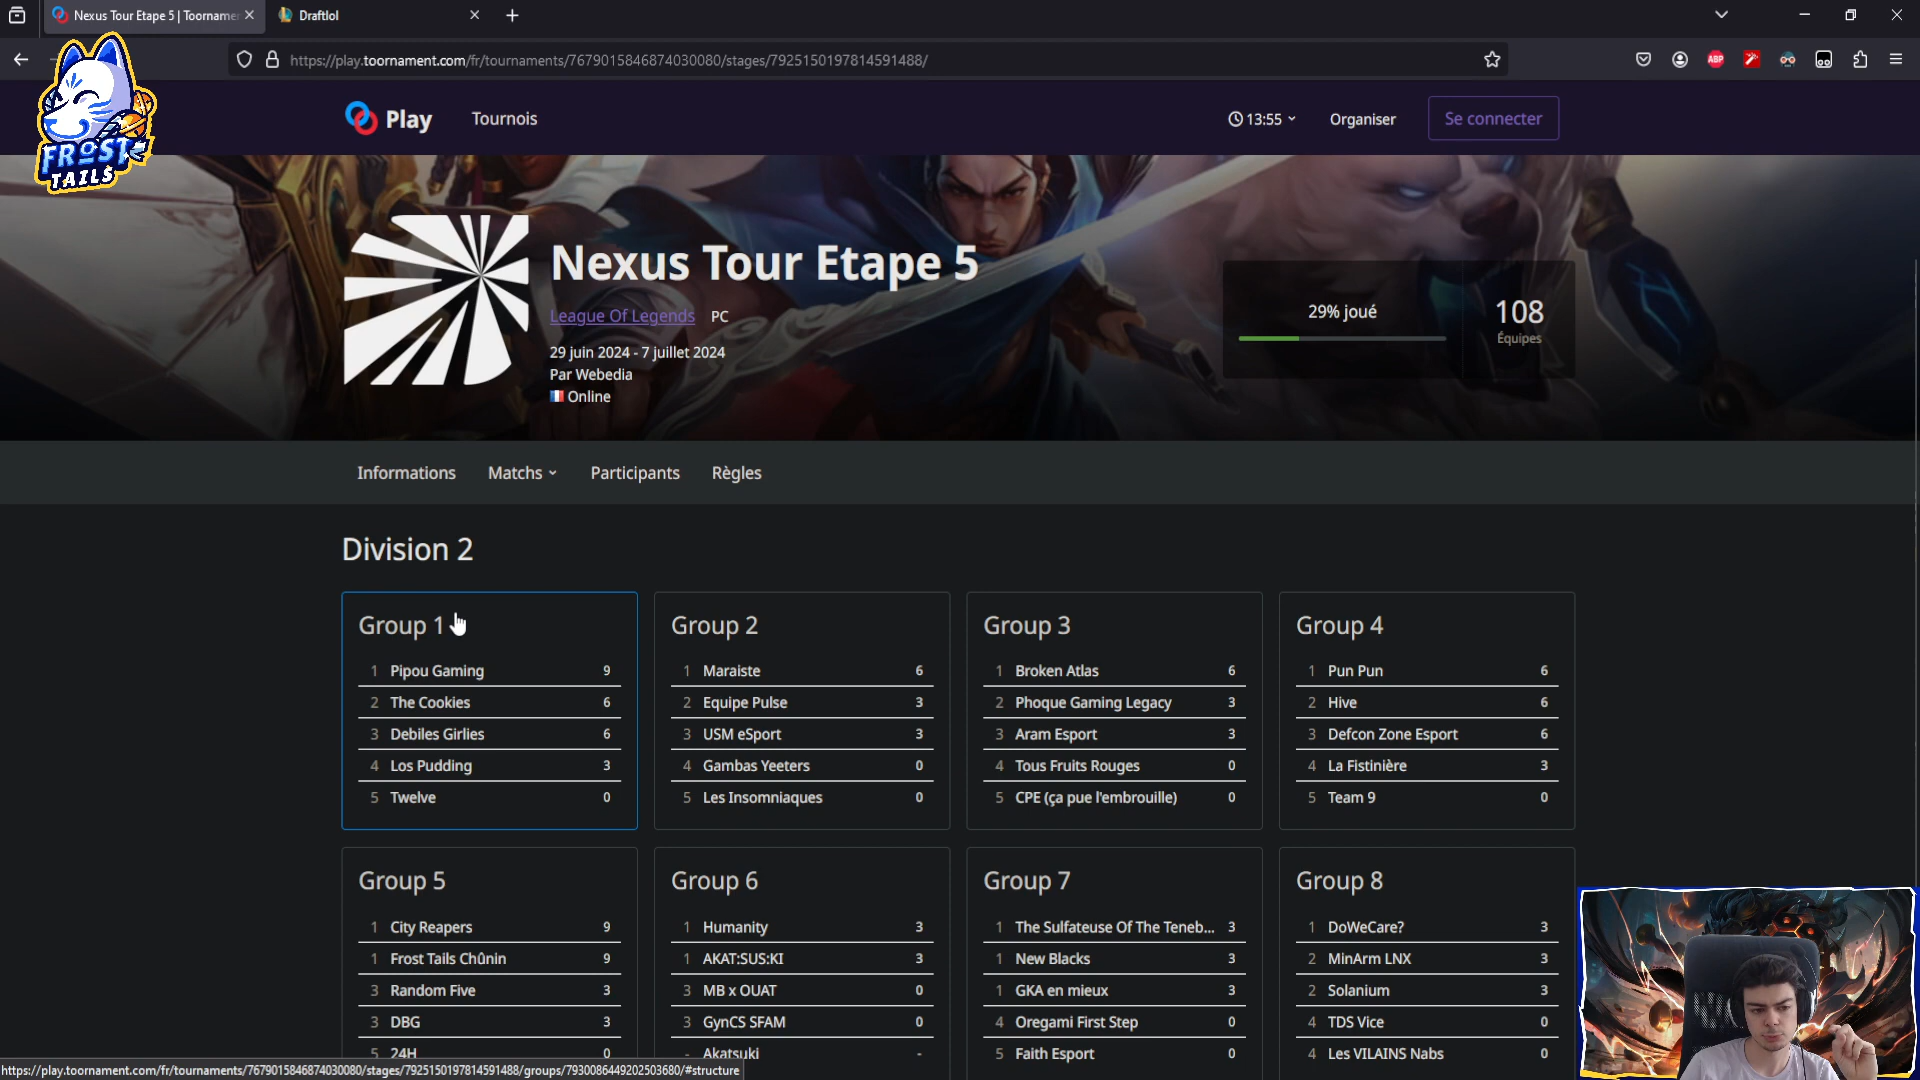 Nexus Tour Etape 5 | Toorname
Draftlol
https://play.toornament.com/fr/tournaments/7679015846874030080/stages/7925150197814591488/
ABP
FROST
TAILS
Play
Tournois
13:55
Organiser
Se connecter
Nexus Tour Etape 5
League Of Legends PC
29 juin 2024 - 7 juillet 2024
Par Webedia
Online
29% joué
108
Équipes
Informations
Matchs
Participants
Règles
Division 2
Group 1
1 Pipou Gaming 9
2 The Cookies 6
3 Debiles Girlies 6
4 Los Pudding 3
5 Twelve 0
Group 2
1 Maraiste 6
2 Equipe Pulse 3
3 USM eSport 3
4 Gambas Yeeters 0
5 Les Insomniaques 0
Group 3
1 Broken Atlas 6
2 Phoque Gaming Legacy 3
3 Aram Esport 3
4 Tous Fruits Rouges 0
5 CPE (ça pue l'embrouille) 0
Group 4
1 Pun Pun 6
2 Hive 6
3 Defcon Zone Esport 6
4 La Fistinière 3
5 Team 9 0
Group 5
1 City Reapers 9
1 Frost Tails Chûnin 9
3 Random Five 3
3 DBG 3
5 24H 0
Group 6
1 Humanity 3
1 AKAT:SUS:KI 3
3 MB x OUAT 0
3 GynCS SFAM 0
- Akatsuki -
Group 7
1 The Sulfateuse Of The Teneb... 3
1 New Blacks 3
1 GKA en mieux 3
4 Oregami First Step 0
5 Faith Esport 0
Group 8
1 DoWeCare? 3
2 MinArm LNX 3
2 Solanium 3
4 TDS Vice 0
4 Les VILAINS Nabs 0
https://play.toornament.com/fr/tournaments/7679015846874030080/stages/7925150197814591488/groups/7930086449202503680/#structure